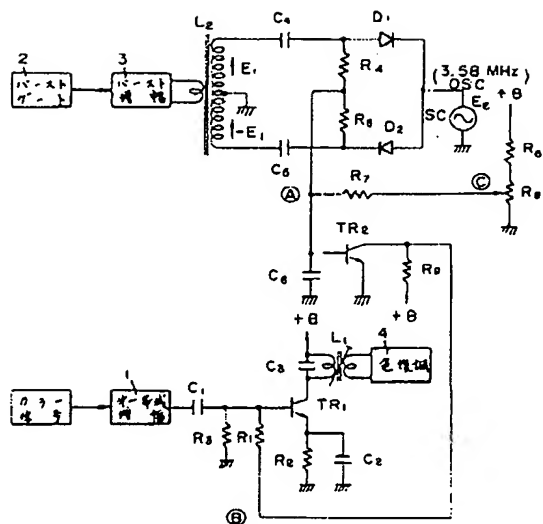 L2
C4
D1
2
3
バースト
ゲート
バースト
増幅
E1
-E1
R4
R5
D2
C5
(3.58 MHz)
OSC
SC
E2
+B
R6
R8
A
R7
C
TR2
C6
R9
+B
+B
L1
4
C3
色復調
カラー
信号
1
C1
TR1
R3
R1
R2
C2
B